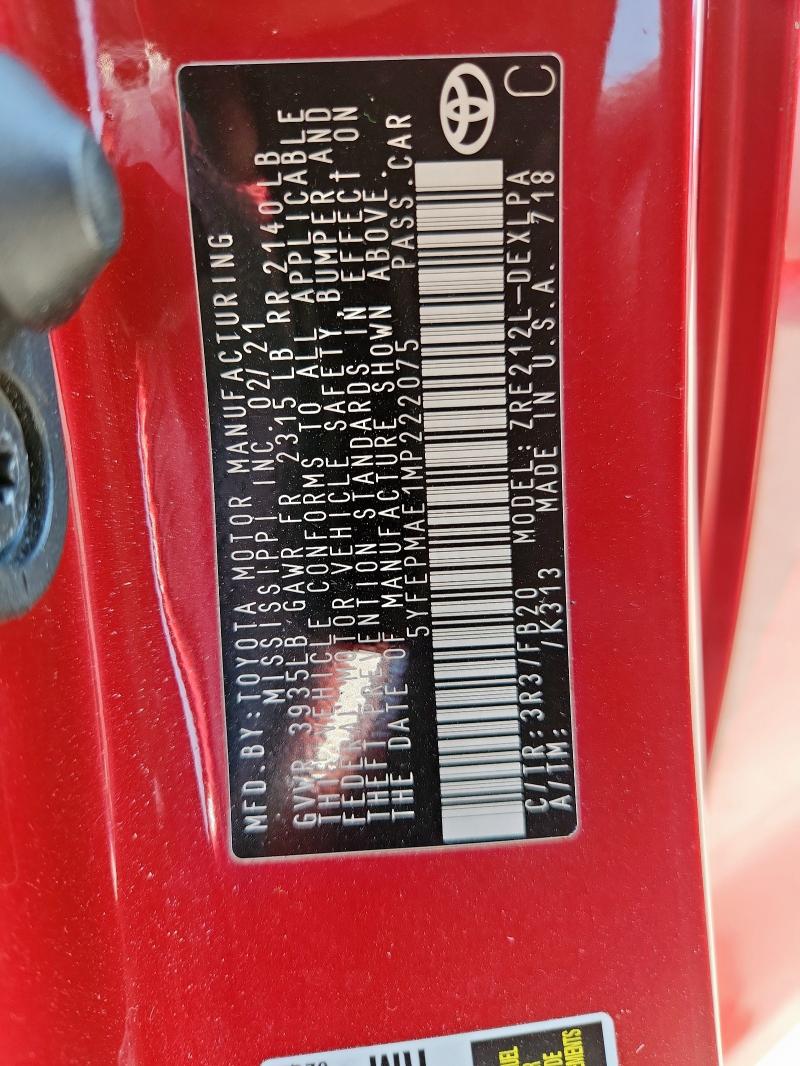 MFD.BY:TOYOTA MOTOR MANUFACTURING
MISSISSIPPI INC.02/21
GVWR 3935LB GAWR FR 2315LB RR 2140LB
THIS VEHICLE CONFORMS TO ALL APPLICABLE
FEDERAL MOTOR VEHICLE SAFETY, BUMPER AND
THEFT PREVENTION STANDARDS IN EFFECT ON
THE DATE OF MANUFACTURE SHOWN ABOVE.
5YFEPMAE1MP222075 PASS.CAR
C/TR:3R3/FB20 MODEL:ZRE212L-DEXLPA
A/TM: /K313 MADE IN U.S.A. 718
C